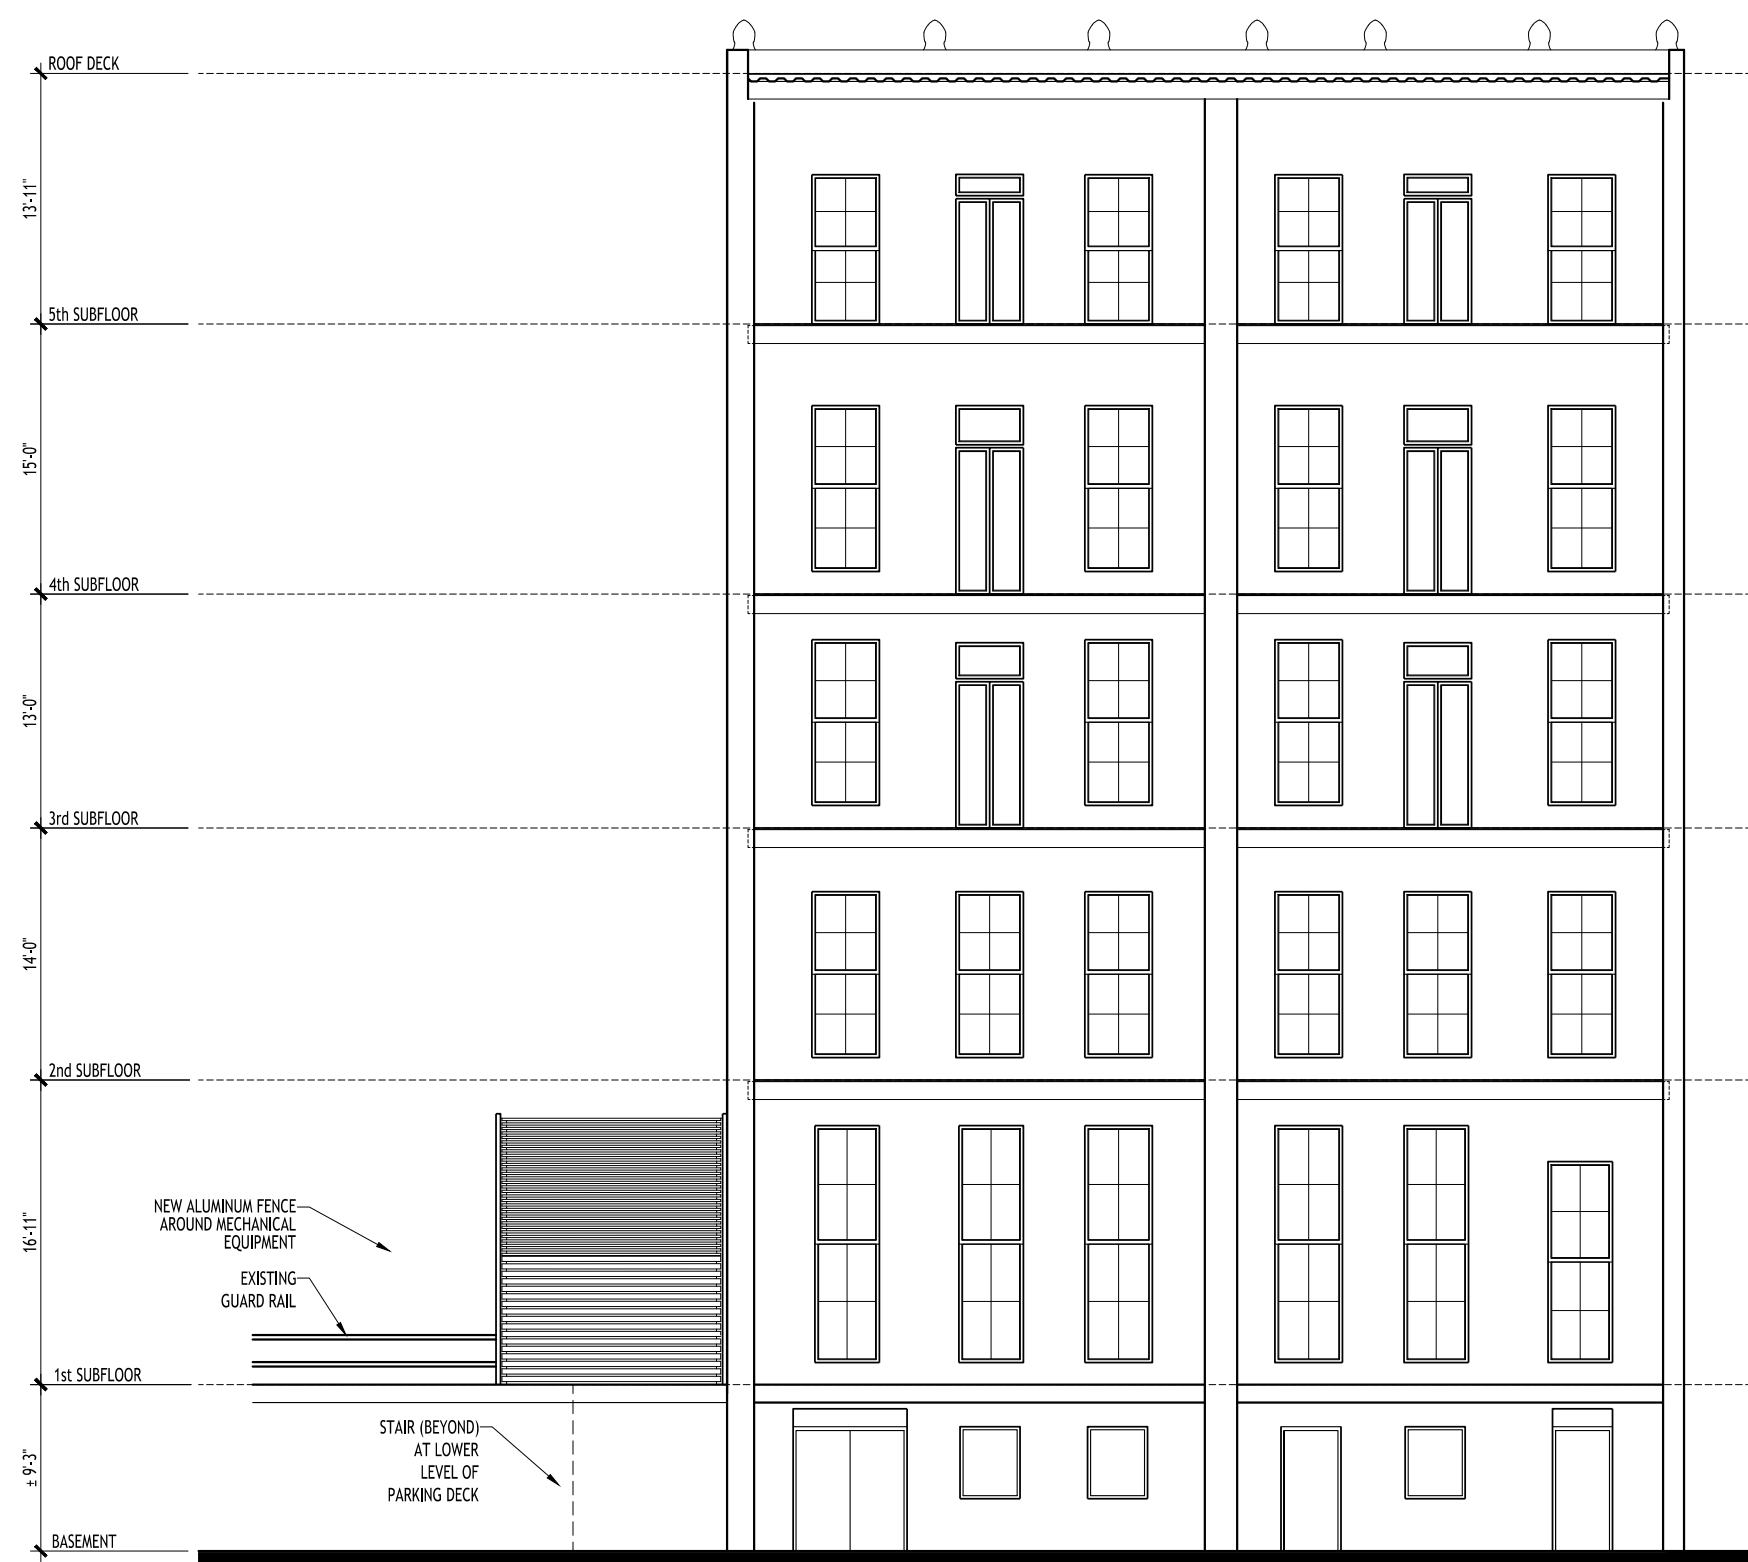 ROOF DECK
13'-11"
5th SUBFLOOR
15'-0"
4th SUBFLOOR
13'-0"
3rd SUBFLOOR
14'-0"
2nd SUBFLOOR
16'-11"
NEW ALUMINUM FENCE
AROUND MECHANICAL
EQUIPMENT
EXISTING
GUARD RAIL
1st SUBFLOOR
± 9'-3"
STAIR (BEYOND)
AT LOWER
LEVEL OF
PARKING DECK
BASEMENT